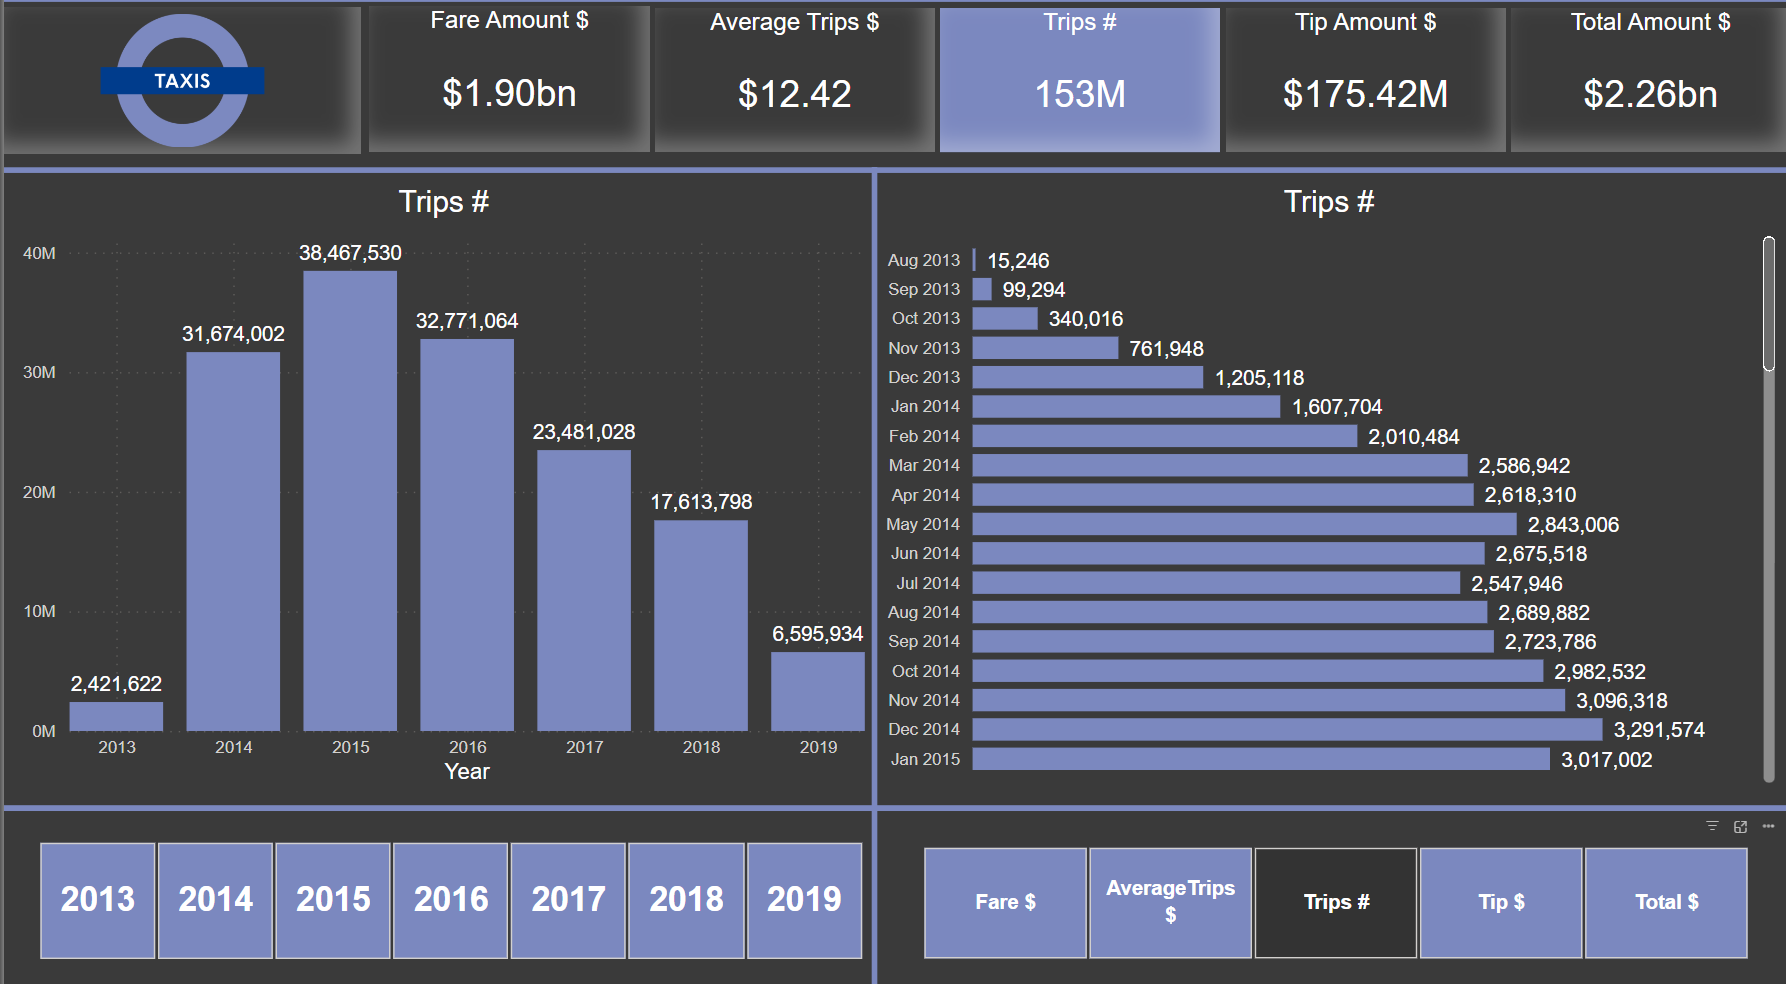 TAXIS
Fare Amount $
$1.90bn
Average Trips $
$12.42
Trips #
153M
Tip Amount $
$175.42M
Total Amount $
$2.26bn
Trips #
40M
30M
20M
10M
0M
2,421,622
31,674,002
38,467,530
32,771,064
23,481,028
17,613,798
6,595,934
2013 2014 2015 2016 2017 2018 2019
Year
Trips #
Aug 2013 15,246
Sep 2013 99,294
Oct 2013 340,016
Nov 2013 761,948
Dec 2013 1,205,118
Jan 2014 1,607,704
Feb 2014 2,010,484
Mar 2014 2,586,942
Apr 2014 2,618,310
May 2014 2,843,006
Jun 2014 2,675,518
Jul 2014 2,547,946
Aug 2014 2,689,882
Sep 2014 2,723,786
Oct 2014 2,982,532
Nov 2014 3,096,318
Dec 2014 3,291,574
Jan 2015 3,017,002
2013 2014 2015 2016 2017 2018 2019
Fare $
AverageTrips
$
Trips #
Tip $
Total $